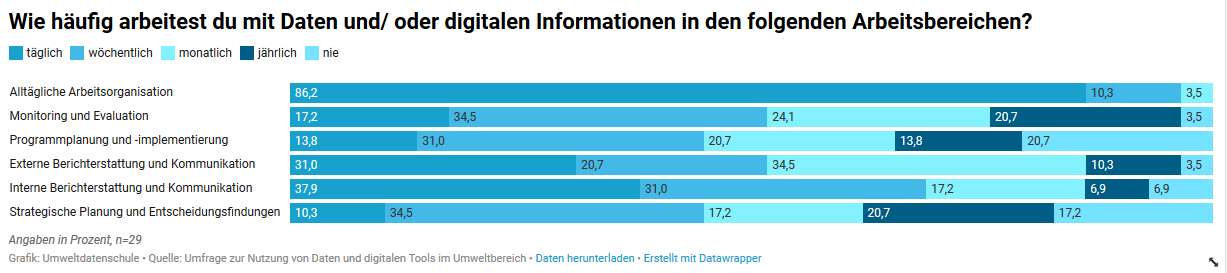 Wie häufig arbeitest du mit Daten und/ oder digitalen Informationen in den folgenden Arbeitsbereichen?
täglich wöchentlich monatlich jährlich nie
Alltägliche Arbeitsorganisation 86,2 10,3 3,5
Monitoring und Evaluation 17,2 34,5 24,1 20,7 3,5
Programmplanung und -implementierung 13,8 31,0 20,7 13,8 20,7
Externe Berichterstattung und Kommunikation 31,0 20,7 34,5 10,3 3,5
Interne Berichterstattung und Kommunikation 37,9 31,0 17,2 6,9 6,9
Strategische Planung und Entscheidungsfindungen 10,3 34,5 17,2 20,7 17,2
Angaben in Prozent, n=29
Grafik: Umweltdatenschule • Quelle: Umfrage zur Nutzung von Daten und digitalen Tools im Umweltbereich • Daten herunterladen • Erstellt mit Datawrapper